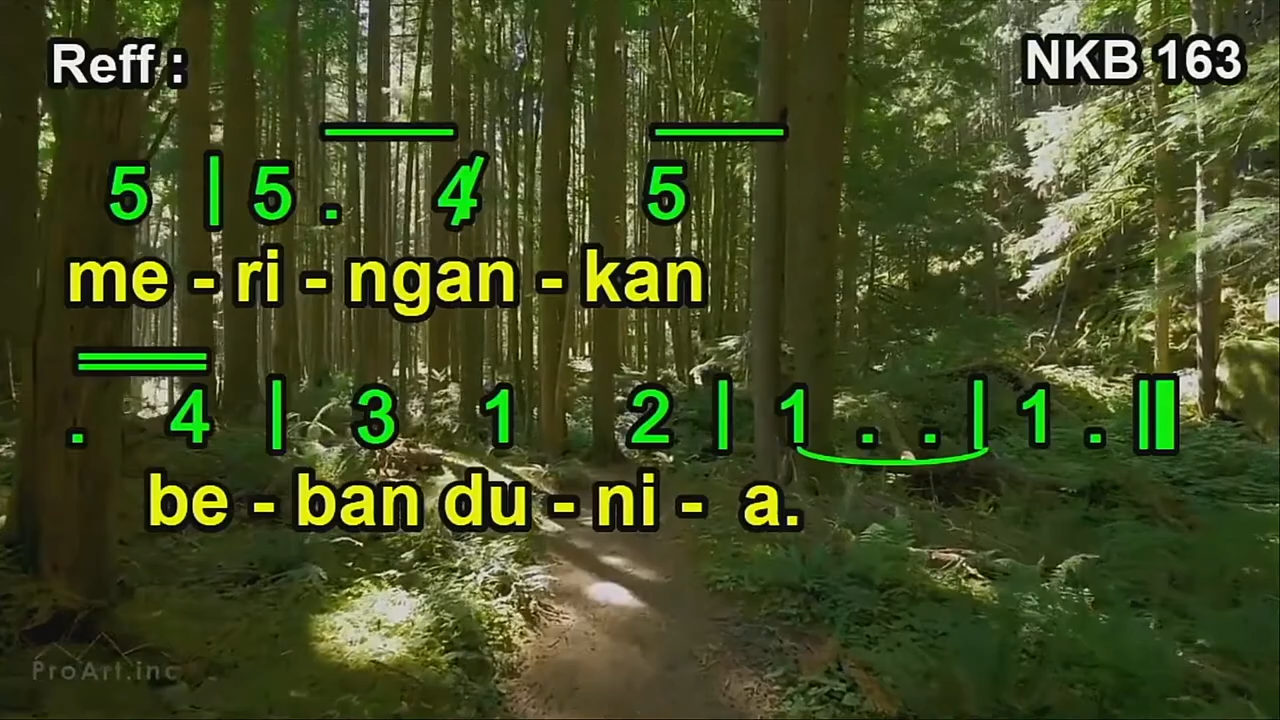 Reff :
NKB 163
5 | 5 . 4̸ 5
me - ri - ngan - kan
. 4 | 3 1 2 | 1 . . | 1 . ||
be - ban du - ni - a.
ProArt.inc